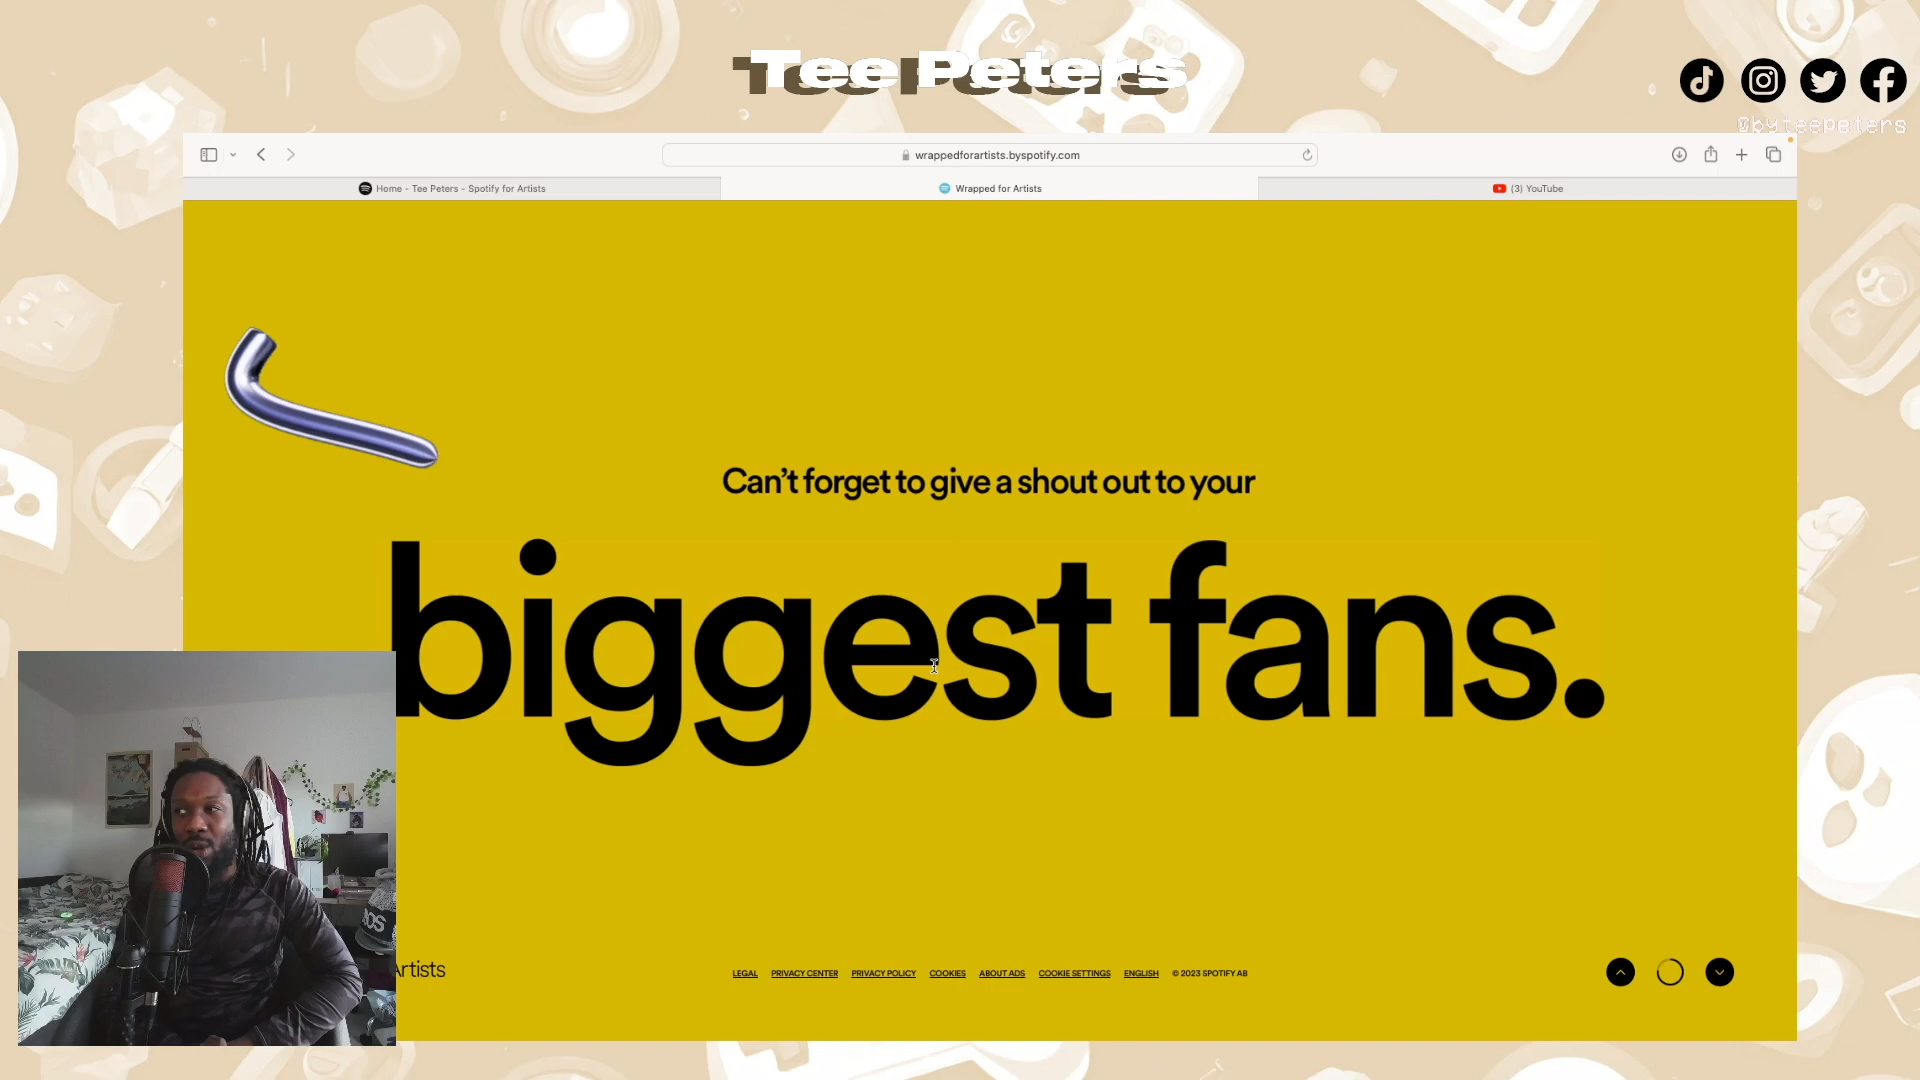 Tee Peters
@byteepeters
wrappedforartists.byspotify.com
Home - Tee Peters - Spotify for Artists
Wrapped for Artists
(3) YouTube
Can't forget to give a shout out to your
biggest fans.
Artists
LEGAL PRIVACY CENTER PRIVACY POLICY COOKIES ABOUT ADS COOKIE SETTINGS ENGLISH © 2023 SPOTIFY AB